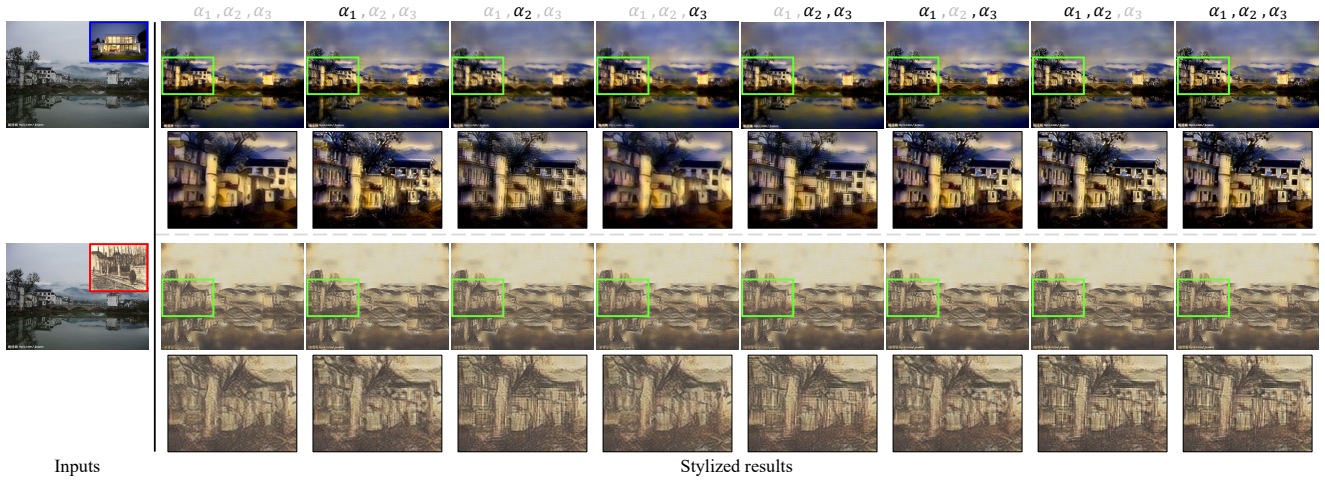 α₁ , α₂ , α₃
α₁ , α₂ , α₃
α₁ , α₂ , α₃
α₁ , α₂ , α₃
α₁ , α₂ , α₃
α₁ , α₂ , α₃
α₁ , α₂ , α₃
α₁ , α₂ , α₃
Inputs
Stylized results